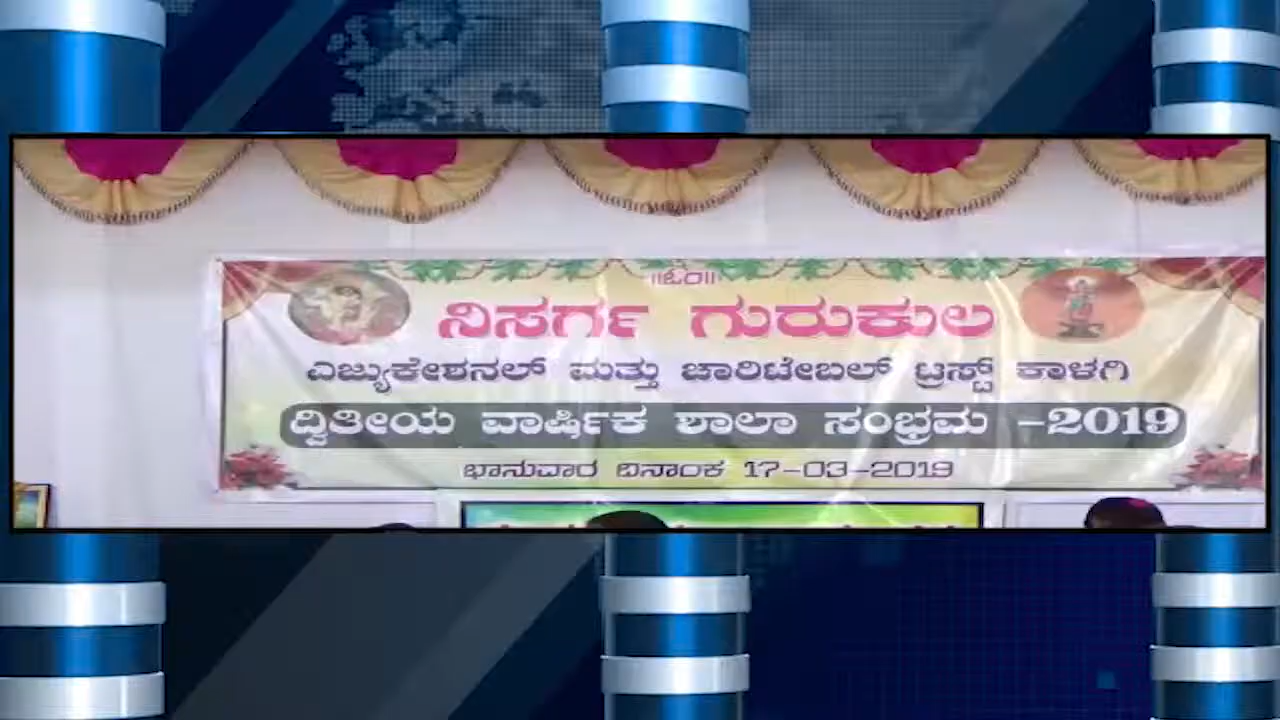 ॥ಓಂ॥
ನಿಸರ್ಗ ಗುರುಕುಲ
ಎಜ್ಯುಕೇಶನಲ್ ಮತ್ತು ಚಾರಿಟೇಬಲ್ ಟ್ರಸ್ಟ್ ಕಾಳಗಿ
ದ್ವಿತೀಯ ವಾರ್ಷಿಕ ಶಾಲಾ ಸಂಭ್ರಮ -2019
ಭಾನುವಾರ ದಿನಾಂಕ 17-03-2019